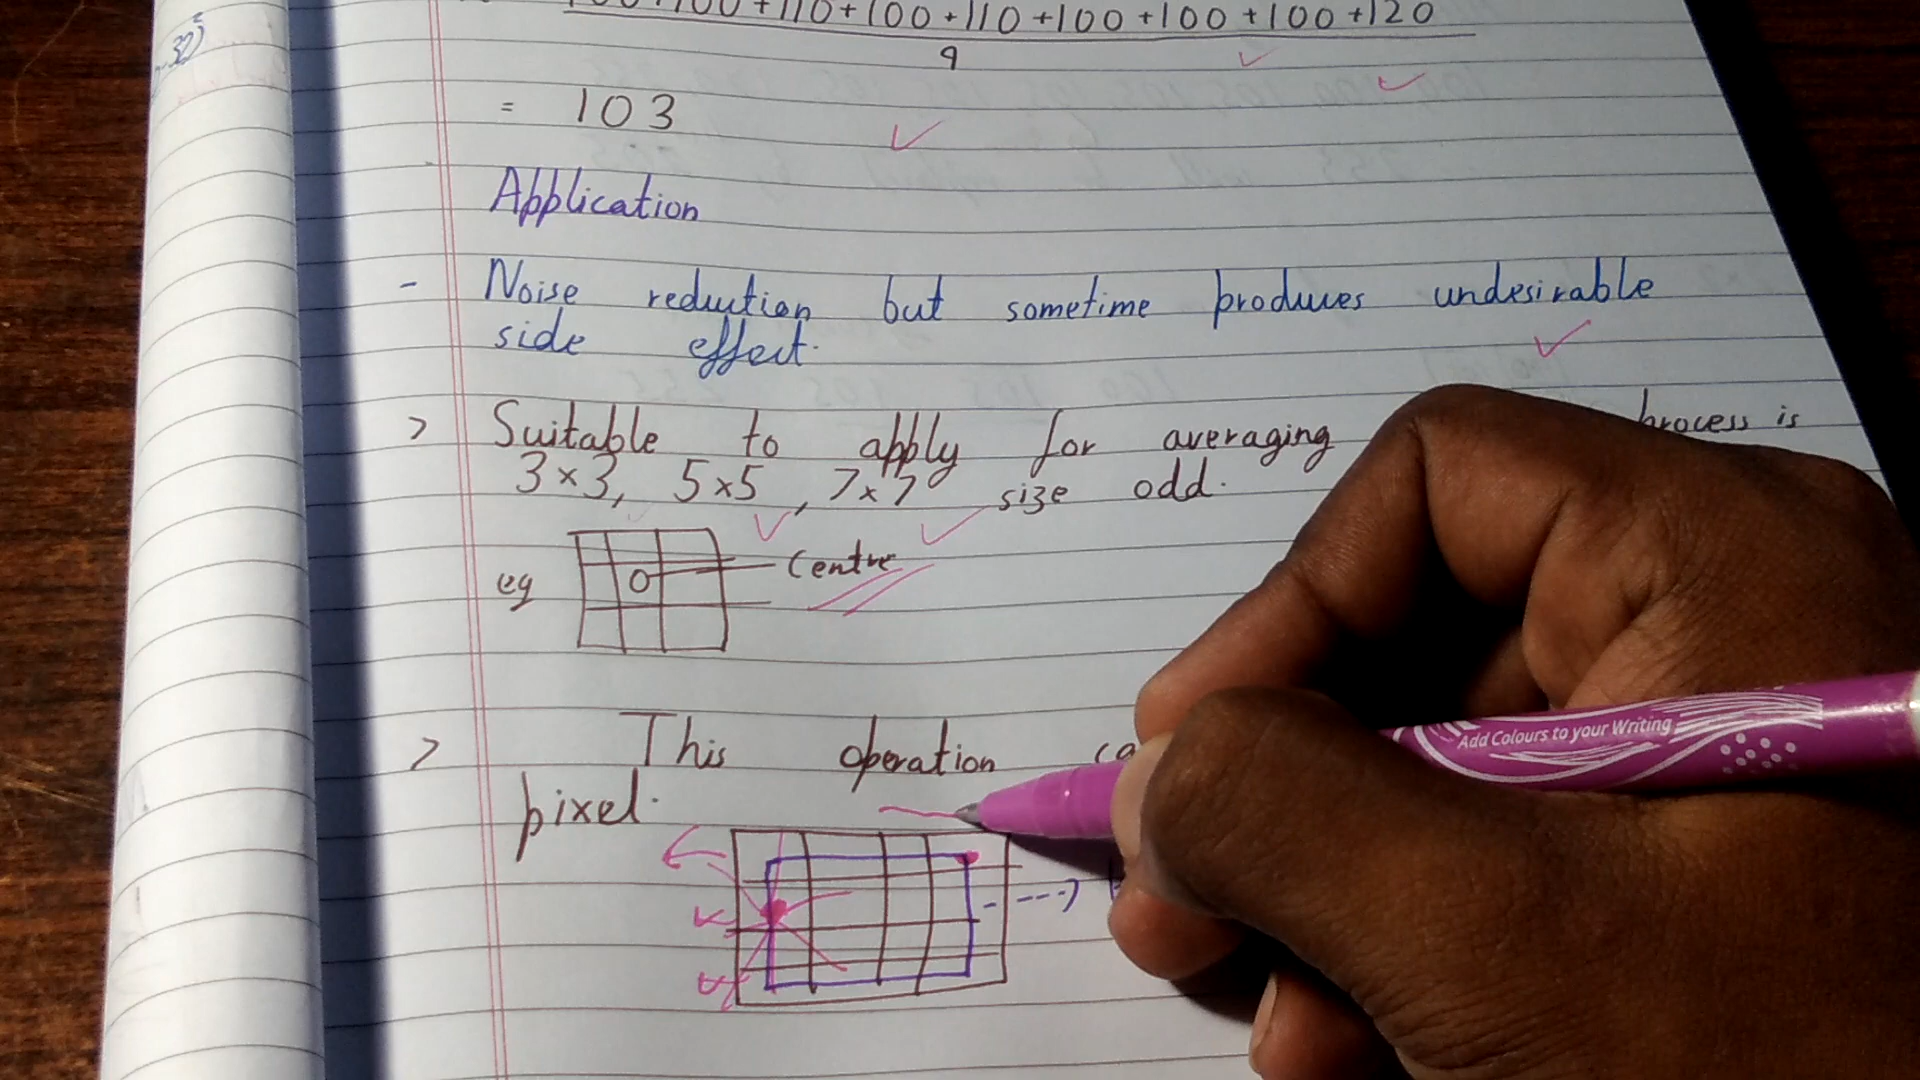 +100+110+100+110+100+100+100+120
9
= 103
Application
- Noise reduction but sometime produces undesirable
side effect.
> Suitable to apply for averaging process is
3×3, 5×5, 7×7 size odd.
eg Centre
> This operation ca
pixel.
Add Colours to your Writing